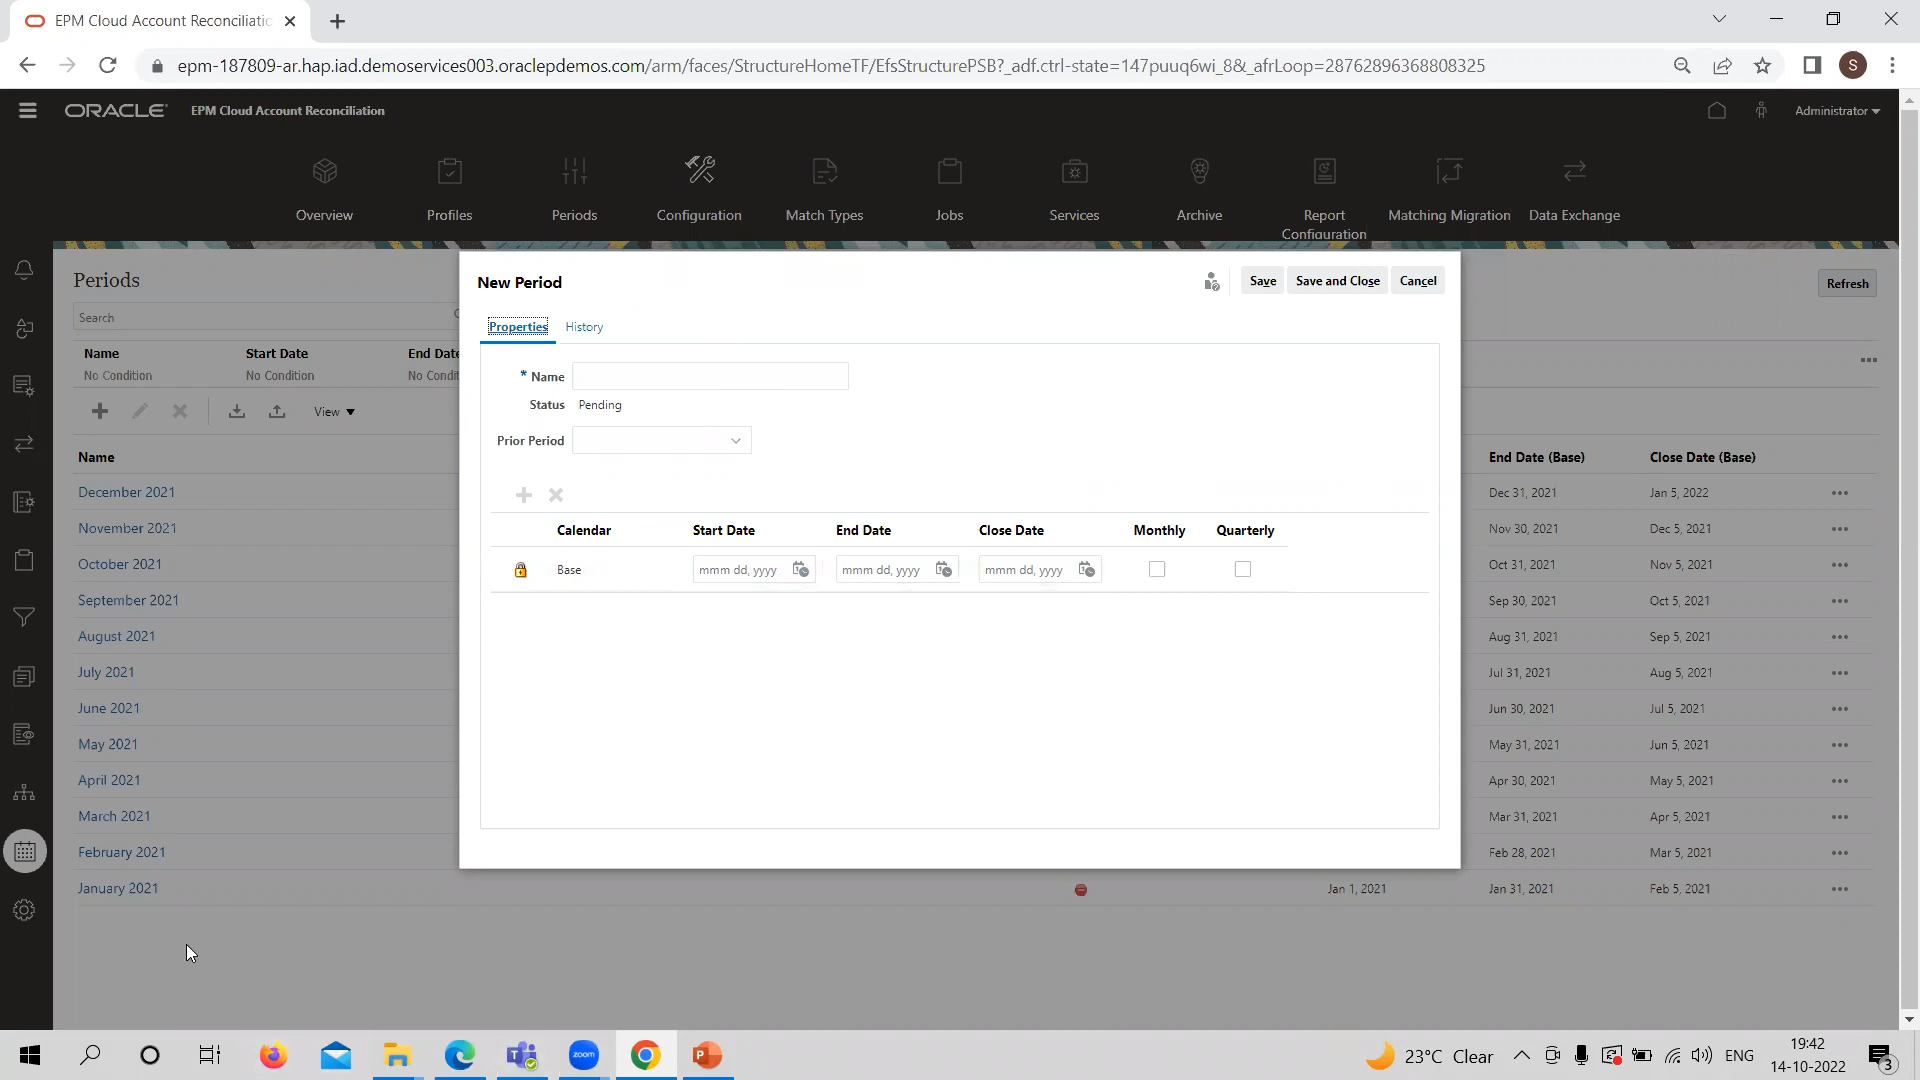 EPM Cloud Account Reconciliatic
epm-187809-ar.hap.iad.demoservices003.oraclepdemos.com/arm/faces/StructureHomeTF/EfsStructurePSB?_adf.ctrl-state=147puuq6wi_8&_afrLoop=28762896368808325
S
ORACLE EPM Cloud Account Reconciliation Administrator
Overview Profiles Periods Configuration Match Types Jobs Services Archive Report Configuration Matching Migration Data Exchange
Periods
Refresh
Search
Name Start Date End Date
No Condition No Condition No Condit
View
Name End Date (Base) Close Date (Base)
December 2021 Dec 31, 2021 Jan 5, 2022
November 2021 Nov 30, 2021 Dec 5, 2021
October 2021 Oct 31, 2021 Nov 5, 2021
September 2021 Sep 30, 2021 Oct 5, 2021
August 2021 Aug 31, 2021 Sep 5, 2021
July 2021 Jul 31, 2021 Aug 5, 2021
June 2021 Jun 30, 2021 Jul 5, 2021
May 2021 May 31, 2021 Jun 5, 2021
April 2021 Apr 30, 2021 May 5, 2021
March 2021 Mar 31, 2021 Apr 5, 2021
February 2021 Feb 28, 2021 Mar 5, 2021
January 2021 Jan 1, 2021 Jan 31, 2021 Feb 5, 2021
New Period
Save Save and Close Cancel
Properties History
* Name
Status Pending
Prior Period
Calendar Start Date End Date Close Date Monthly Quarterly
Base mmm dd, yyyy mmm dd, yyyy mmm dd, yyyy
zoom
23°C Clear
ENG
19:42
14-10-2022
3